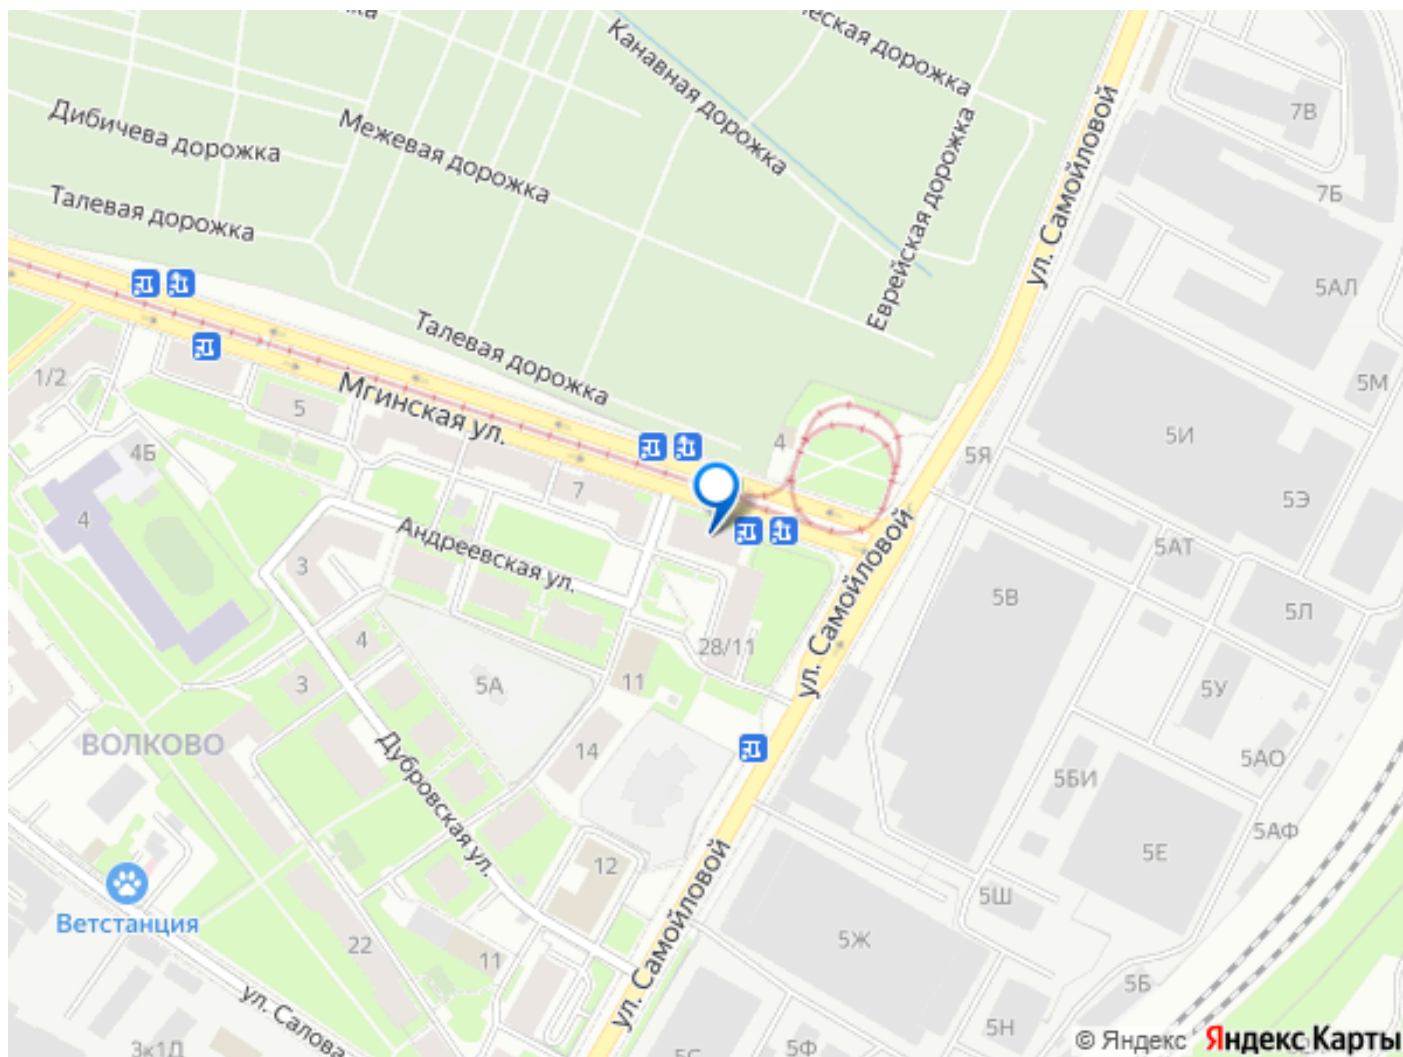 Канавная дорожка
Дибичева дорожка
Межевая дорожка
Еврейская дорожка
ул. Самойловой
7В
7Б
Талевая дорожка
5АЛ
Талевая дорожка
5М
1/2
5
Мгинская ул.
4
5И
5Я
4Б
7
5Э
4
Андреевская ул.
5АТ
3
5В
5Л
4
28/11
ул. Самойловой
3
5А
11
5У
ВОЛКОВО
14
5АО
5БИ
Дубровская ул.
5АФ
12
5Е
Ветстанция
5Ш
22
11
5Ж
ул. Самойловой
5Б
ул. Салова
5Н
3к1Д
5Ф
© Яндекс Яндекс Карты